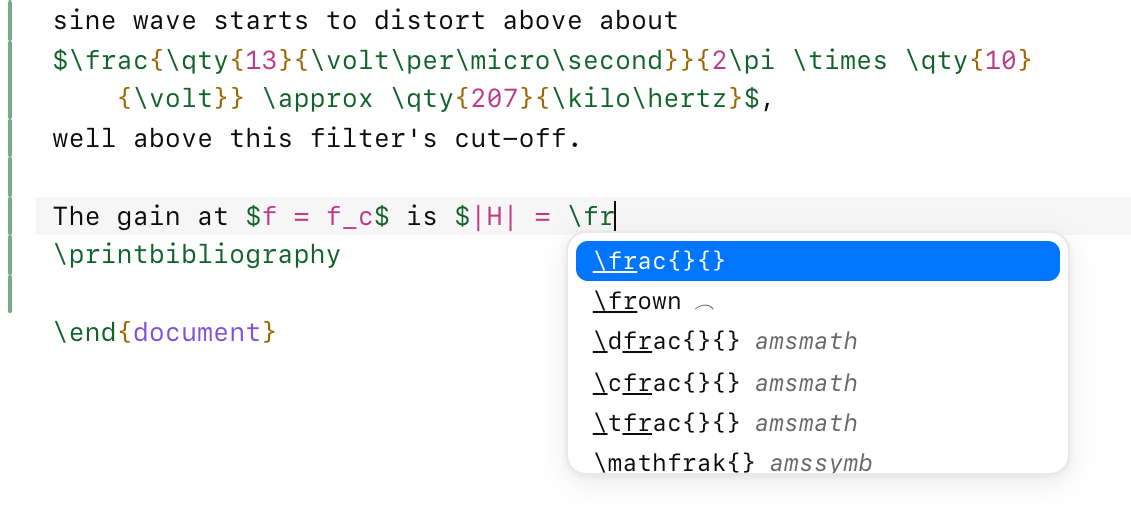 sine wave starts to distort above about
$\frac{\qty{13}{\volt\per\micro\second}}{2\pi \times \qty{10}
{\volt}} \approx \qty{207}{\kilo\hertz}$,
well above this filter's cut-off.
The gain at $f = f_c$ is $|H| = \fr
\printbibliography
\end{document}
\frac{}{}
\frown ⌢
\dfrac{}{} amsmath
\cfrac{}{} amsmath
\tfrac{}{} amsmath
\mathfrak{} amssymb